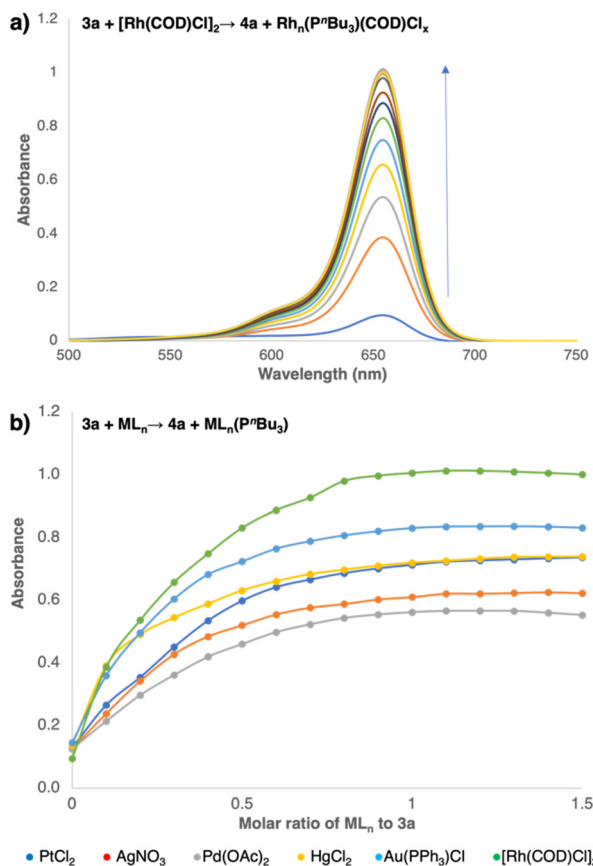 a) 3a + [Rh(COD)Cl]₂→ 4a + Rhₙ(PⁿBu₃)(COD)Clₓ
1.2
1
0.8
0.6
0.4
0.2
0
Absorbance
500 550 600 650 700 750
Wavelength (nm)
b) 3a + MLₙ→ 4a + MLₙ(PⁿBu₃)
1.2
1.0
0.8
0.6
0.4
0.2
0.0
Absorbance
0 0.5 1 1.5
Molar ratio of MLₙ to 3a
PtCl₂ AgNO₃ Pd(OAc)₂ HgCl₂ Au(PPh₃)Cl [Rh(COD)Cl]